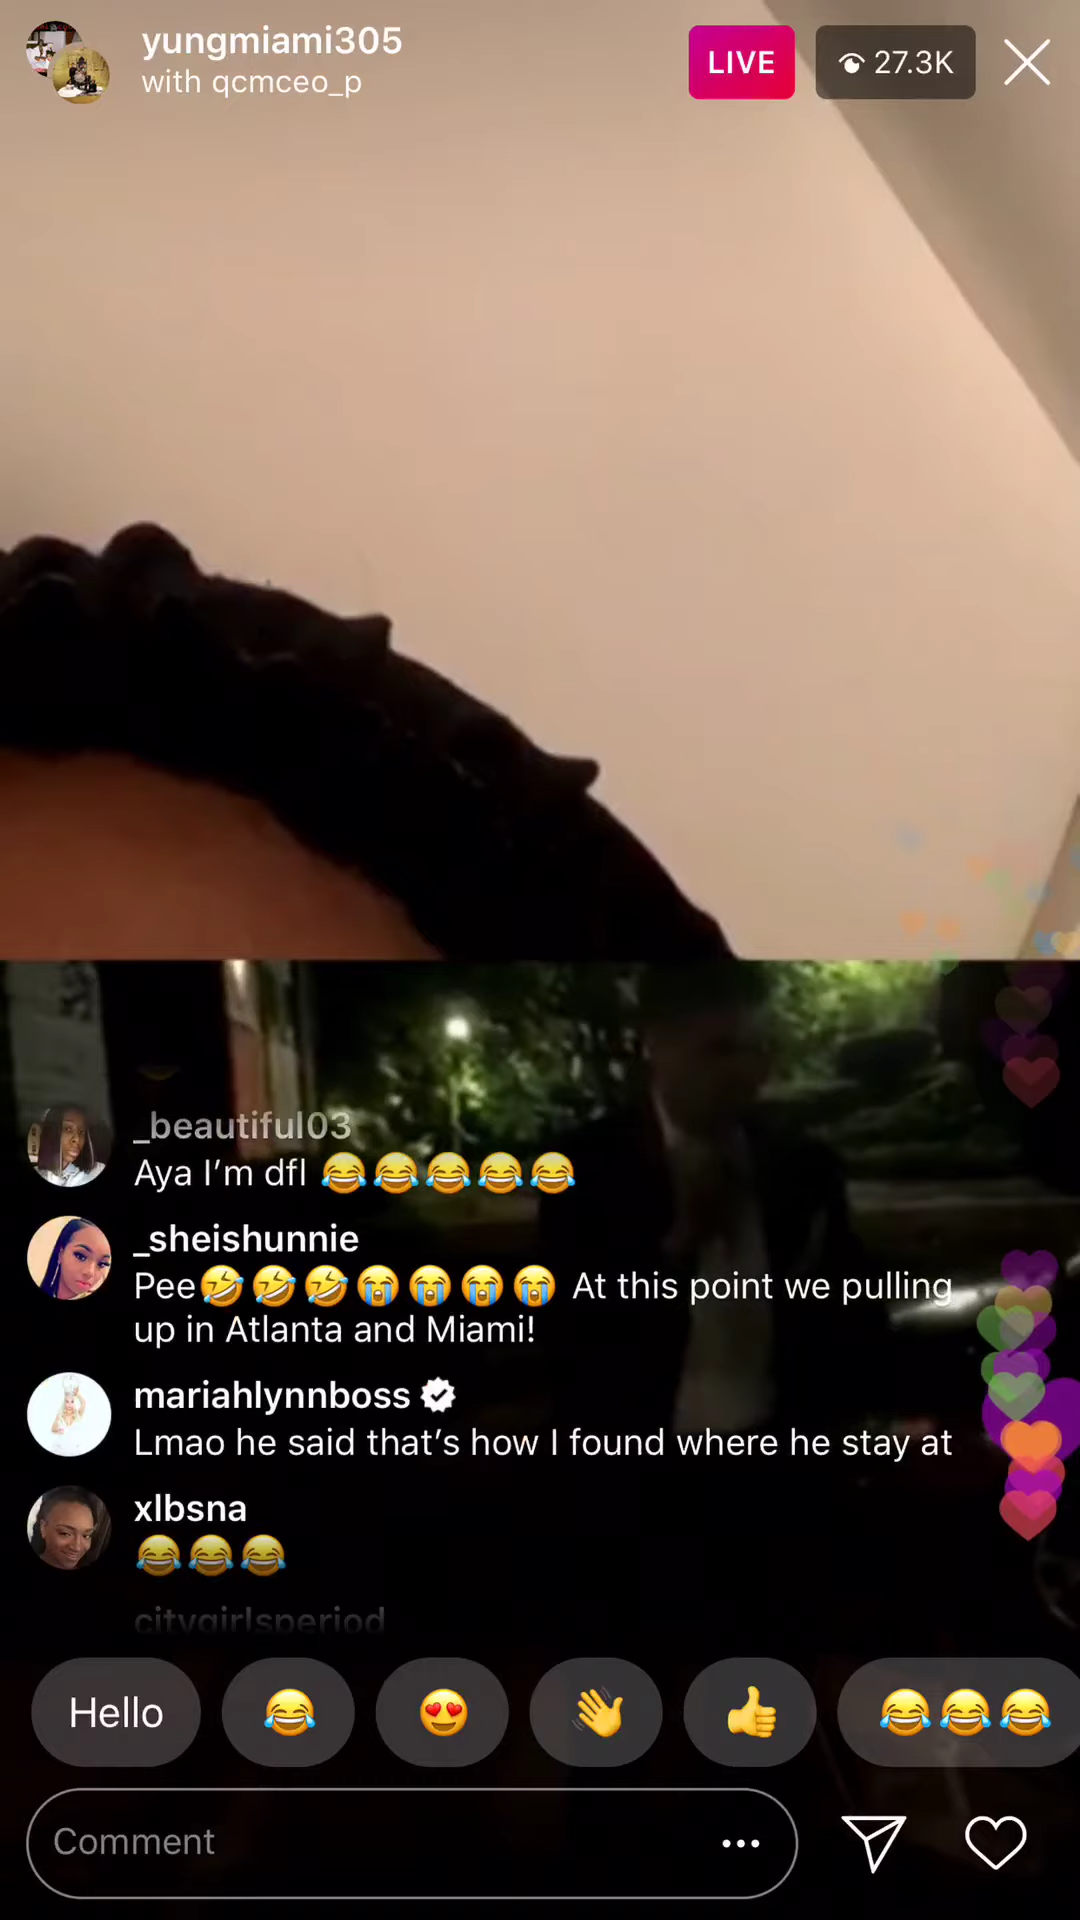 yungmiami305
with qcmceo_p
LIVE
27.3K
_beautiful03
Aya I’m dfl 😂😂😂😂😂
_sheishunnie
Pee🤣🤣🤣😭😭😭😭 At this point we pulling
up in Atlanta and Miami!
mariahlynnboss
Lmao he said that’s how I found where he stay at
xlbsna
😂😂😂
citygirlsperiod
Hello 😂 😍 👋 👍 😂😂😂
Comment